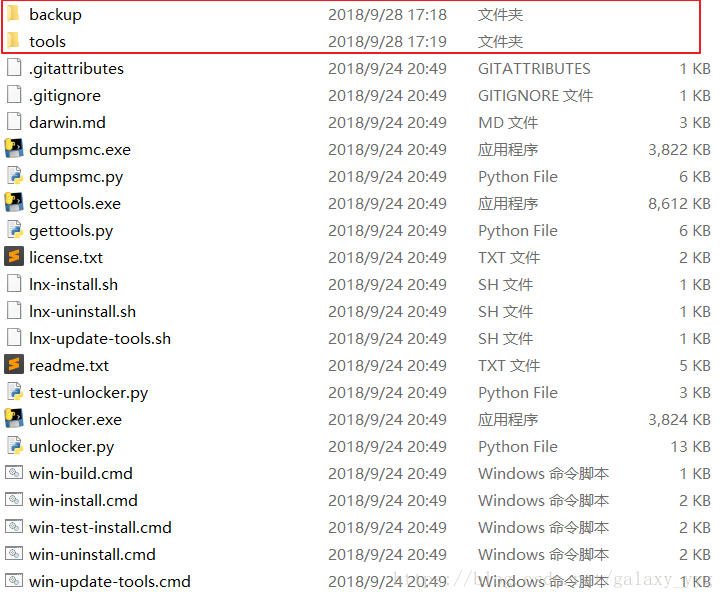 backup 2018/9/28 17:18 文件夹
tools 2018/9/28 17:19 文件夹
.gitattributes 2018/9/24 20:49 GITATTRIBUTES 1 KB
.gitignore 2018/9/24 20:49 GITIGNORE 文件 1 KB
darwin.md 2018/9/24 20:49 MD 文件 3 KB
dumpsmc.exe 2018/9/24 20:49 应用程序 3,822 KB
dumpsmc.py 2018/9/24 20:49 Python File 6 KB
gettools.exe 2018/9/24 20:49 应用程序 8,612 KB
gettools.py 2018/9/24 20:49 Python File 6 KB
license.txt 2018/9/24 20:49 TXT 文件 2 KB
lnx-install.sh 2018/9/24 20:49 SH 文件 1 KB
lnx-uninstall.sh 2018/9/24 20:49 SH 文件 1 KB
lnx-update-tools.sh 2018/9/24 20:49 SH 文件 1 KB
readme.txt 2018/9/24 20:49 TXT 文件 5 KB
test-unlocker.py 2018/9/24 20:49 Python File 3 KB
unlocker.exe 2018/9/24 20:49 应用程序 3,824 KB
unlocker.py 2018/9/24 20:49 Python File 13 KB
win-build.cmd 2018/9/24 20:49 Windows 命令脚本 1 KB
win-install.cmd 2018/9/24 20:49 Windows 命令脚本 2 KB
win-test-install.cmd 2018/9/24 20:49 Windows 命令脚本 2 KB
win-uninstall.cmd 2018/9/24 20:49 Windows 命令脚本 2 KB
win-update-tools.cmd 2018/9/24 20:49 Windows 命令脚本 1 KB